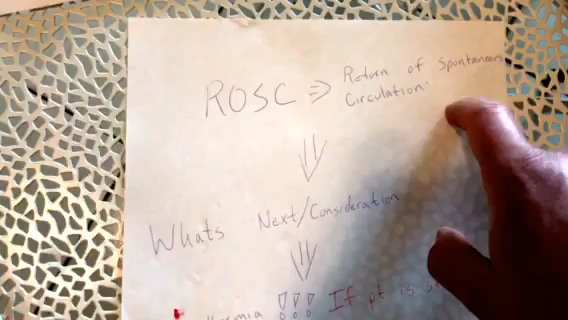 ROSC => Return of Spontaneous
Circulation
Whats Next/Consideration
!!! If pt is